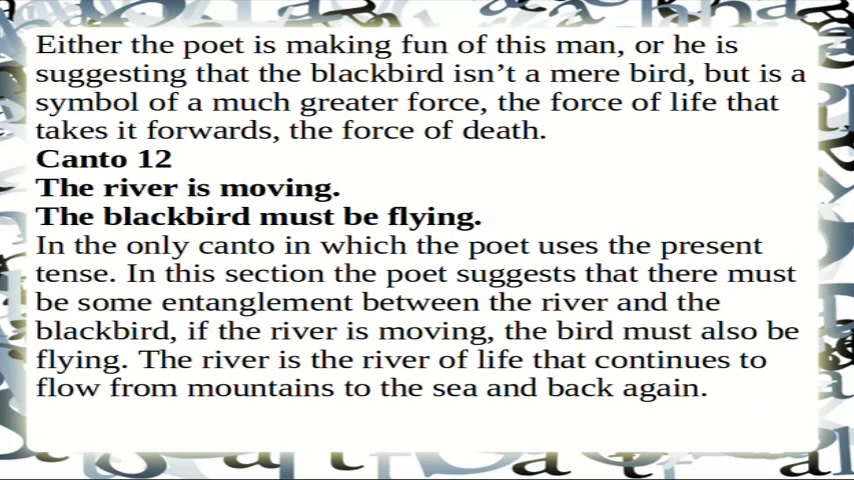 Either the poet is making fun of this man, or he is
suggesting that the blackbird isn’t a mere bird, but is a
symbol of a much greater force, the force of life that
takes it forwards, the force of death.
Canto 12
The river is moving.
The blackbird must be flying.
In the only canto in which the poet uses the present
tense. In this section the poet suggests that there must
be some entanglement between the river and the
blackbird, if the river is moving, the bird must also be
flying. The river is the river of life that continues to
flow from mountains to the sea and back again.